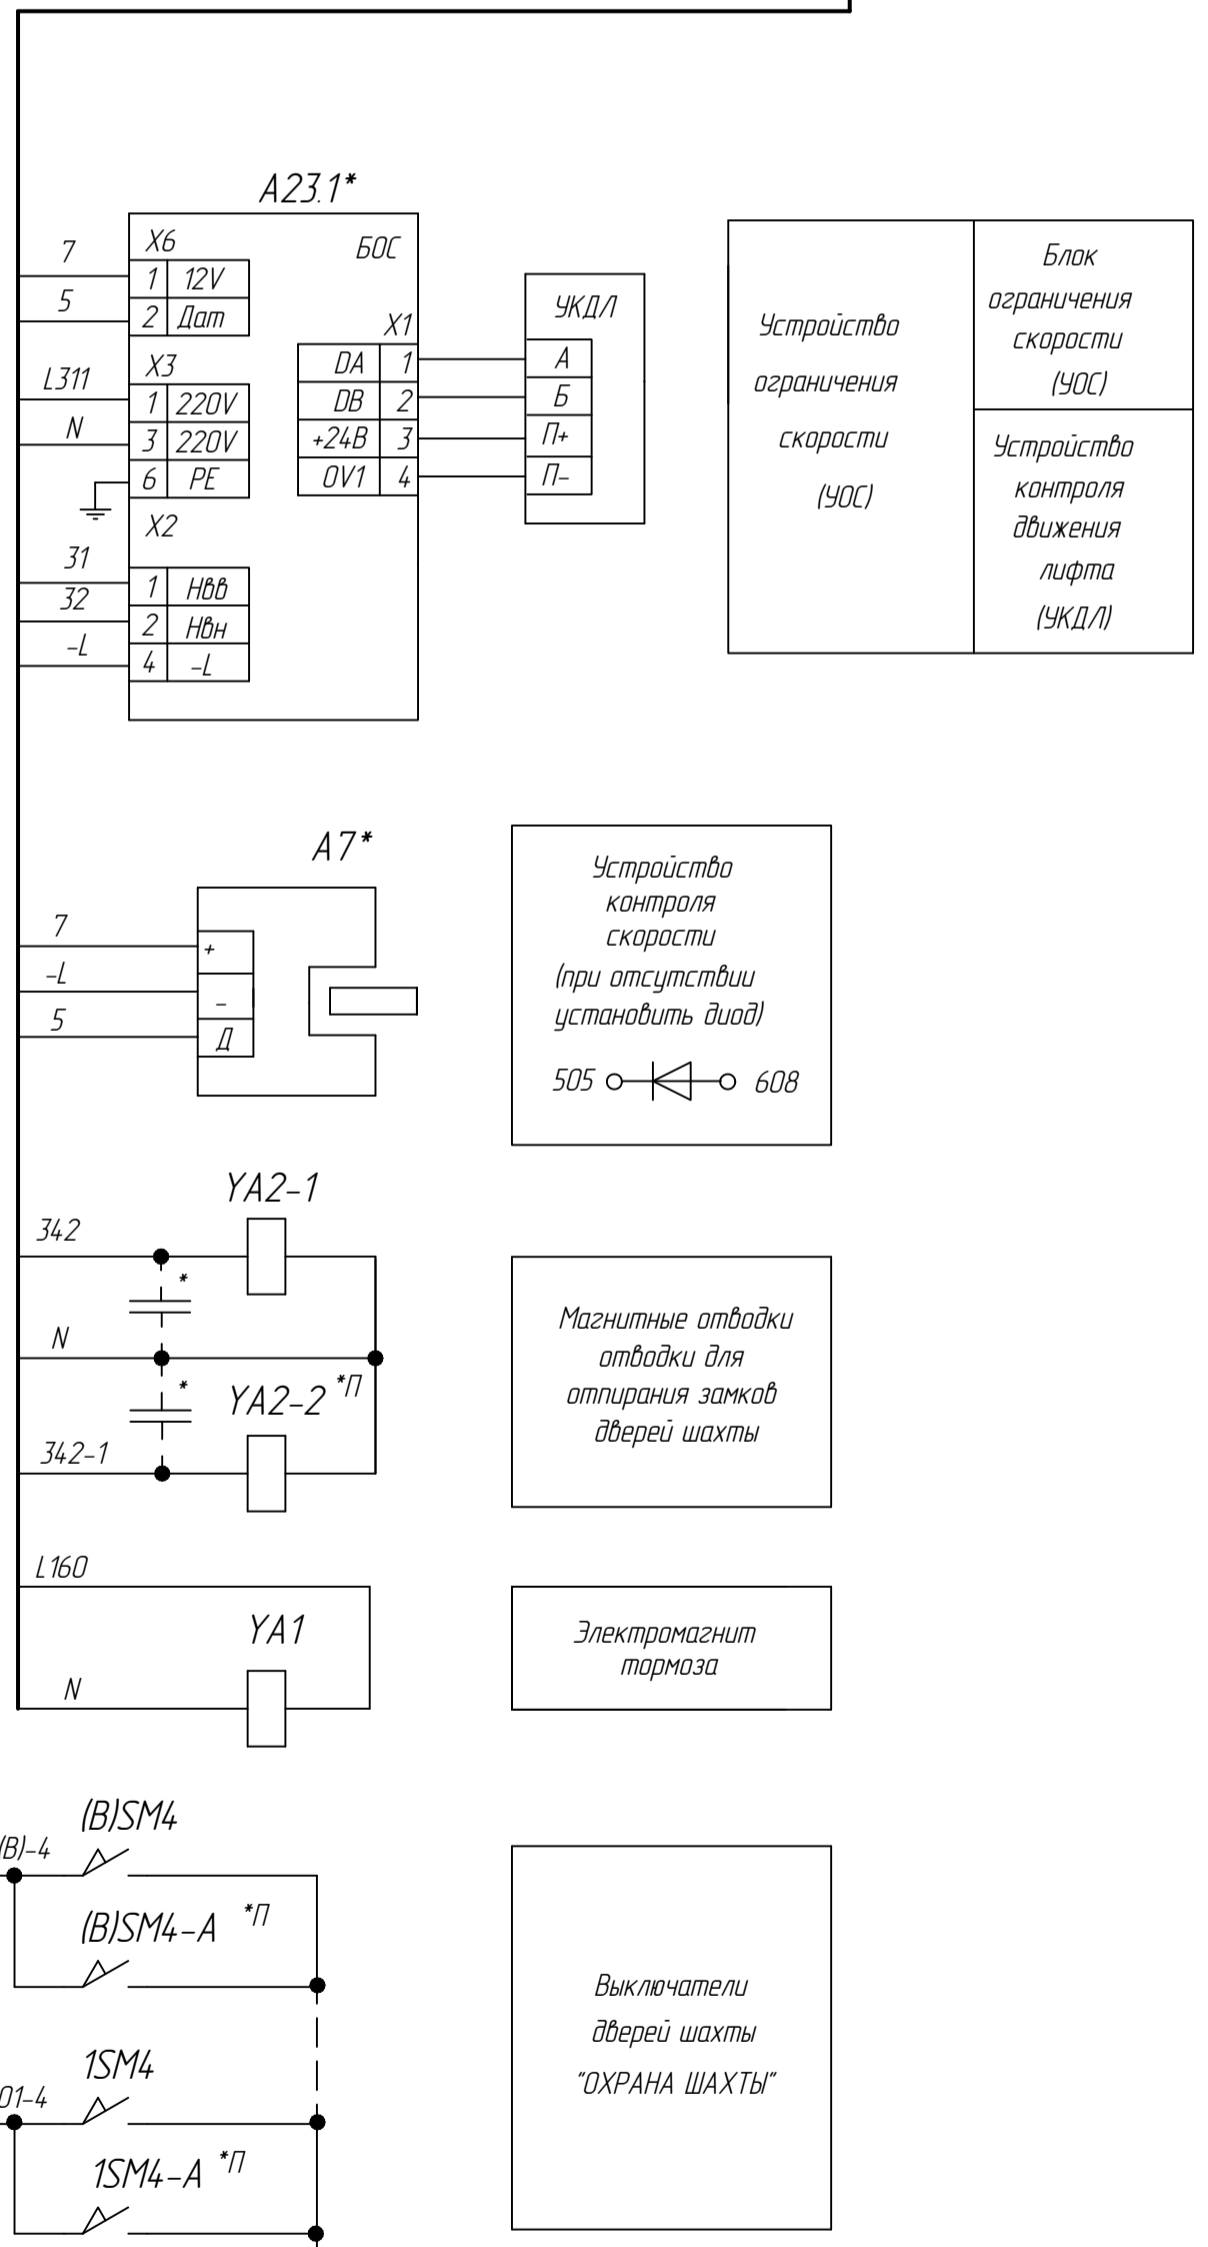 A23.1*
7
5
L311
N
31
32
-L
X6
БОС
1 12V
2 Дат
X3
1 220V
3 220V
6 PE
X2
1 Нвв
2 Нвн
4 -L
X1
DA 1
DB 2
+24В 3
0V1 4
УКДЛ
А
Б
П+
П-
Устройство
ограничения
скорости
(УОС)
Блок
ограничения
скорости
(УОС)
Устройство
контроля
движения
лифта
(УКДЛ)
A7*
7
-L
5
+
-
Д
Устройство
контроля
скорости
(при отсутствии
установить диод)
505 608
YA2-1
342
*
N
*
YA2-2 *П
342-1
Магнитные отводки
отводки для
отпирания замков
дверей шахты
L160
YA1
N
Электромагнит
тормоза
(В)SM4
(В)-4
(В)SM4-A *П
1SM4
01-4
1SM4-A *П
Выключатели
дверей шахты
"ОХРАНА ШАХТЫ"